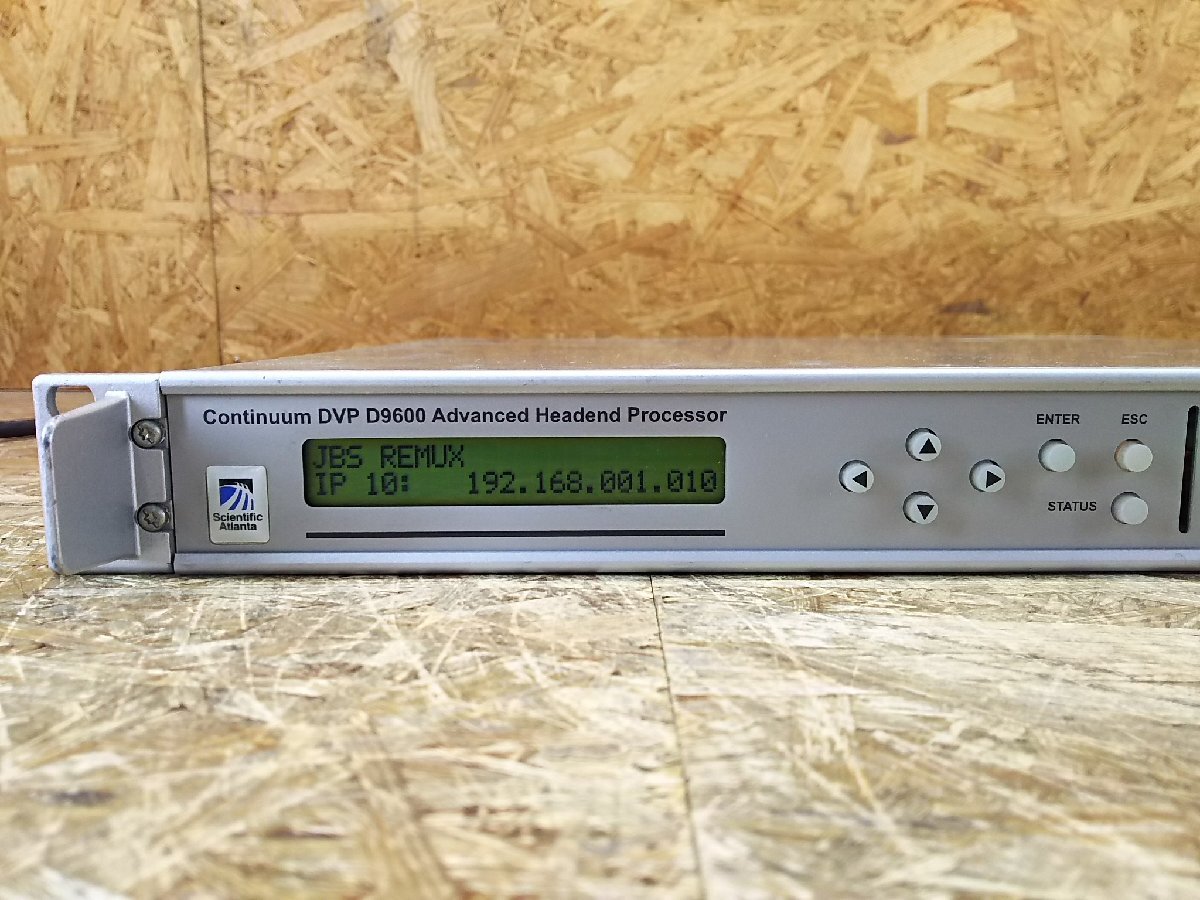 Continuum DVP D9600 Advanced Headend Processor
JBS REMUX
IP 10: 192.168.001.010
Scientific
Atlanta
ENTER
ESC
STATUS